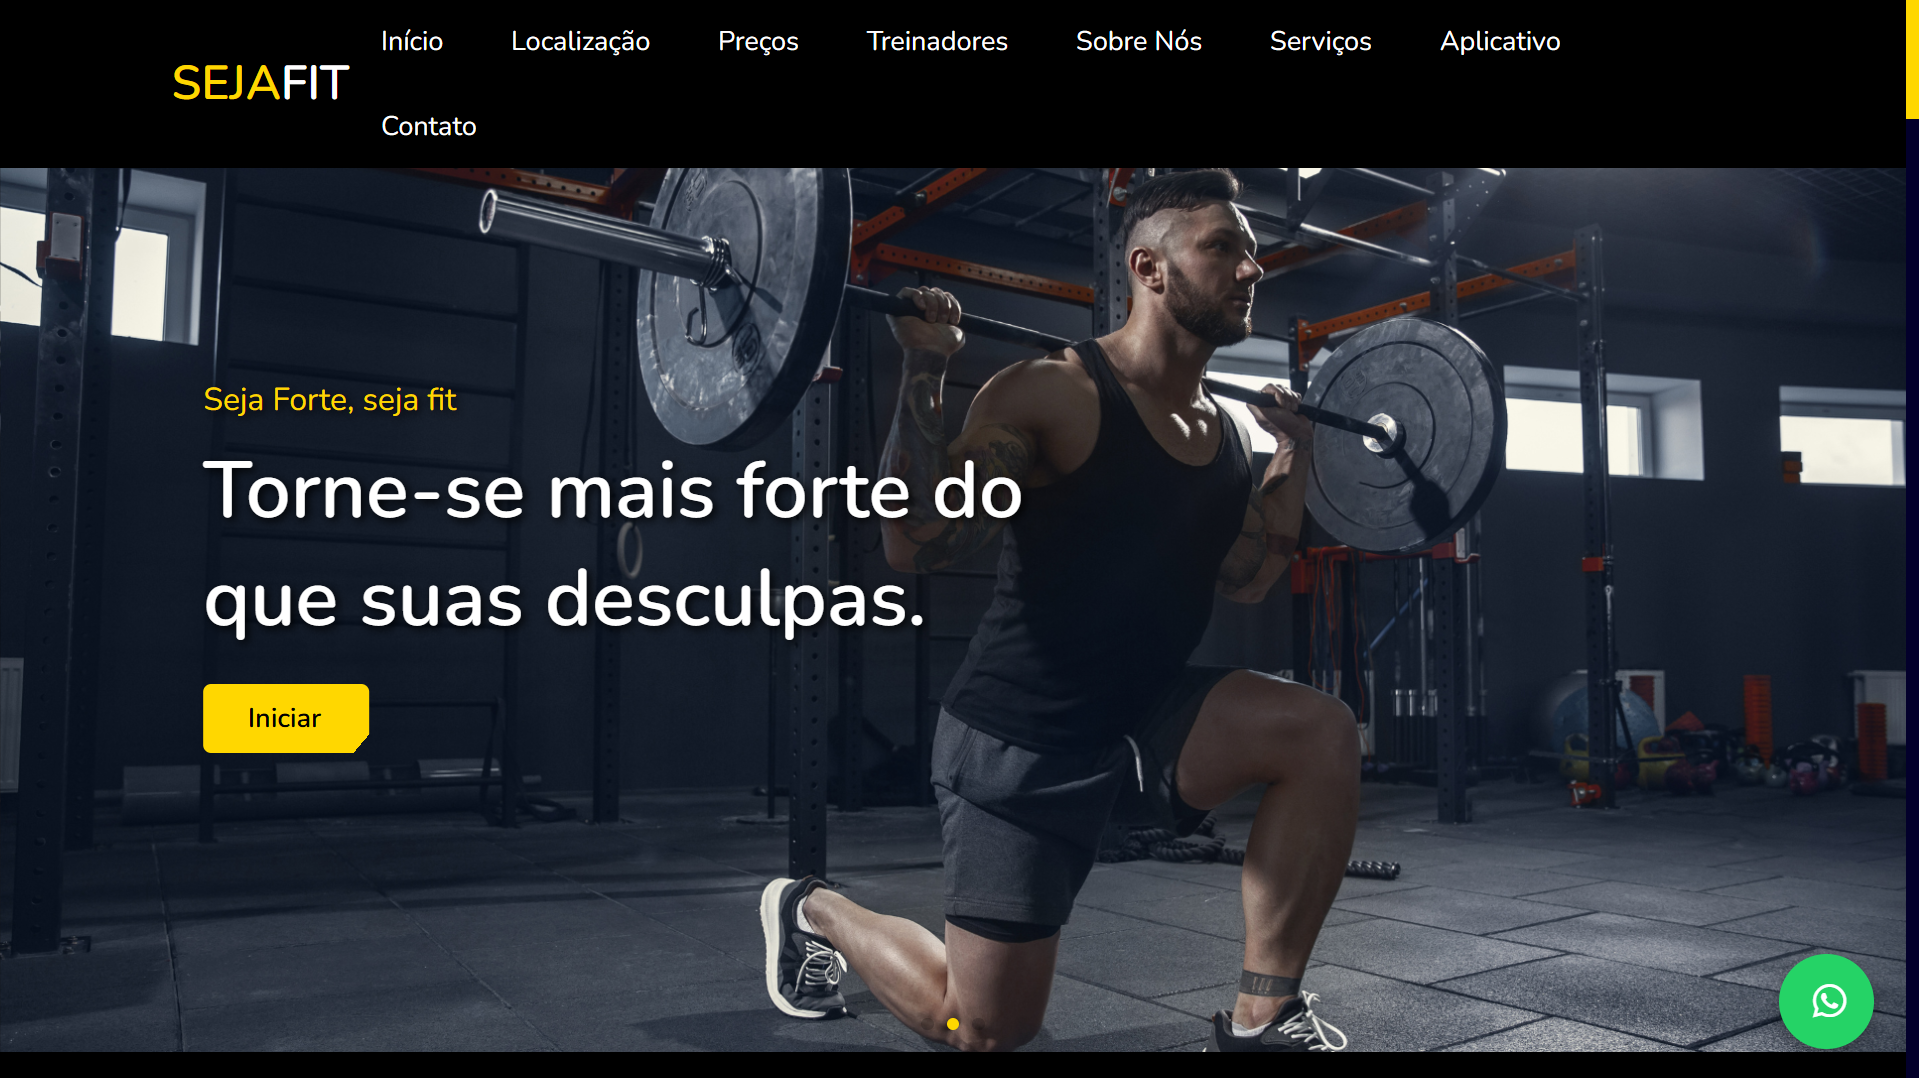 SEJAFIT
Início Localização Preços Treinadores Sobre Nós Serviços Aplicativo
Contato
Seja Forte, seja fit
Torne-se mais forte do
que suas desculpas.
Iniciar